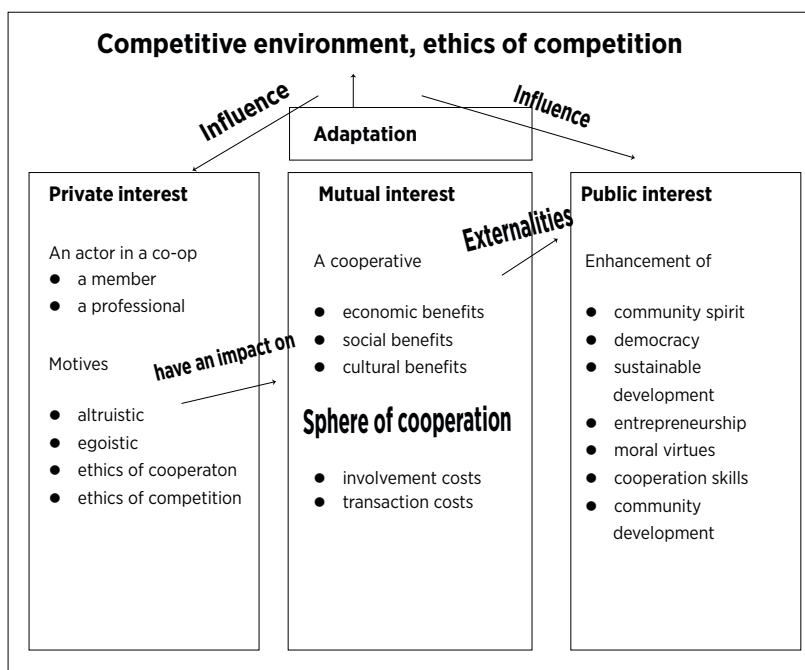 Competitive environment, ethics of competition
Influence
Influence
Adaptation
Private interest
An actor in a co-op
● a member
● a professional
Motives
● altruistic
● egoistic
● ethics of cooperaton
● ethics of competition
have an impact on
Mutual interest
A cooperative
● economic benefits
● social benefits
● cultural benefits
Sphere of cooperation
● involvement costs
● transaction costs
Externalities
Public interest
Enhancement of
● community spirit
● democracy
● sustainable
development
● entrepreneurship
● moral virtues
● cooperation skills
● community
development